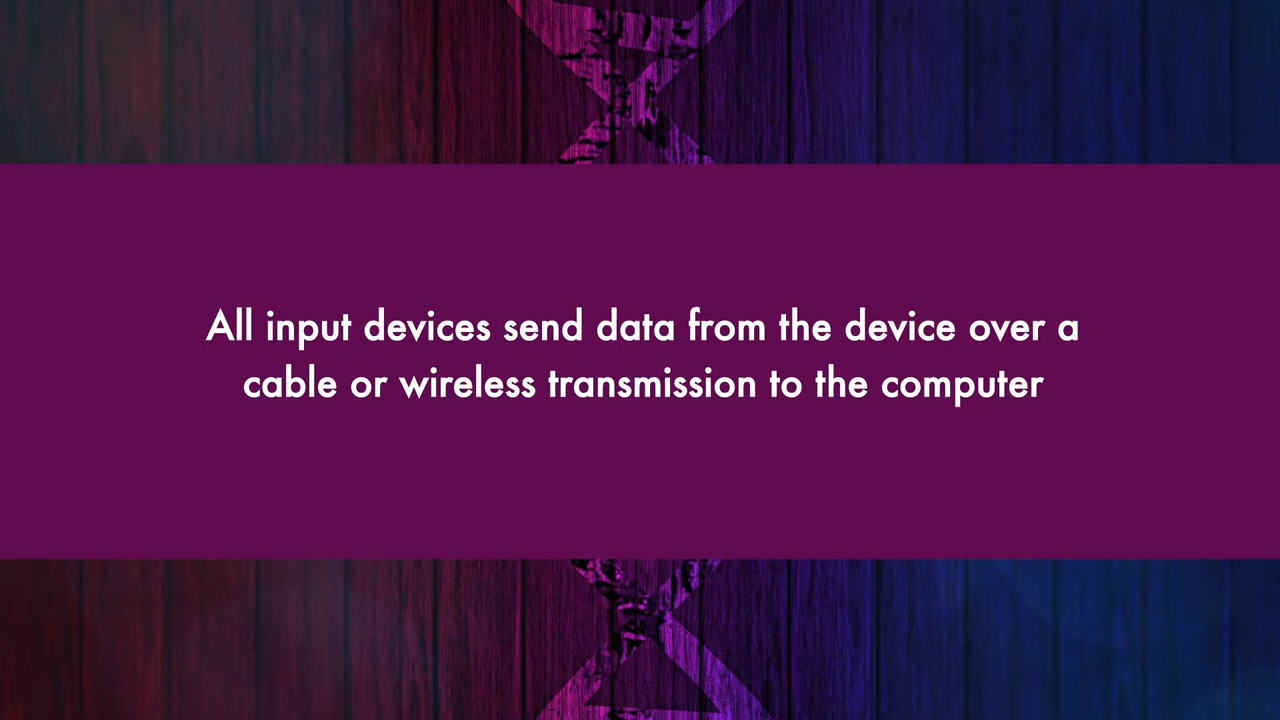 All input devices send data from the device over a
cable or wireless transmission to the computer